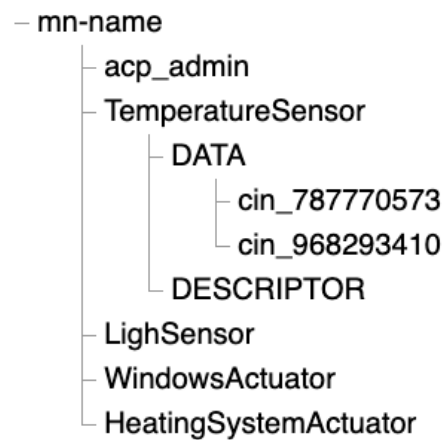 mn-name
acp_admin
TemperatureSensor
DATA
cin_787770573
cin_968293410
DESCRIPTOR
LighSensor
WindowsActuator
HeatingSystemActuator